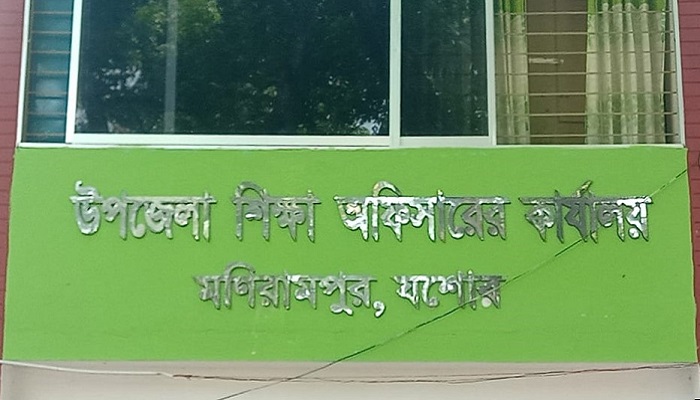 উপজেলা শিক্ষা অফিসারের কার্যালয়
মণিরামপুর, যশোর